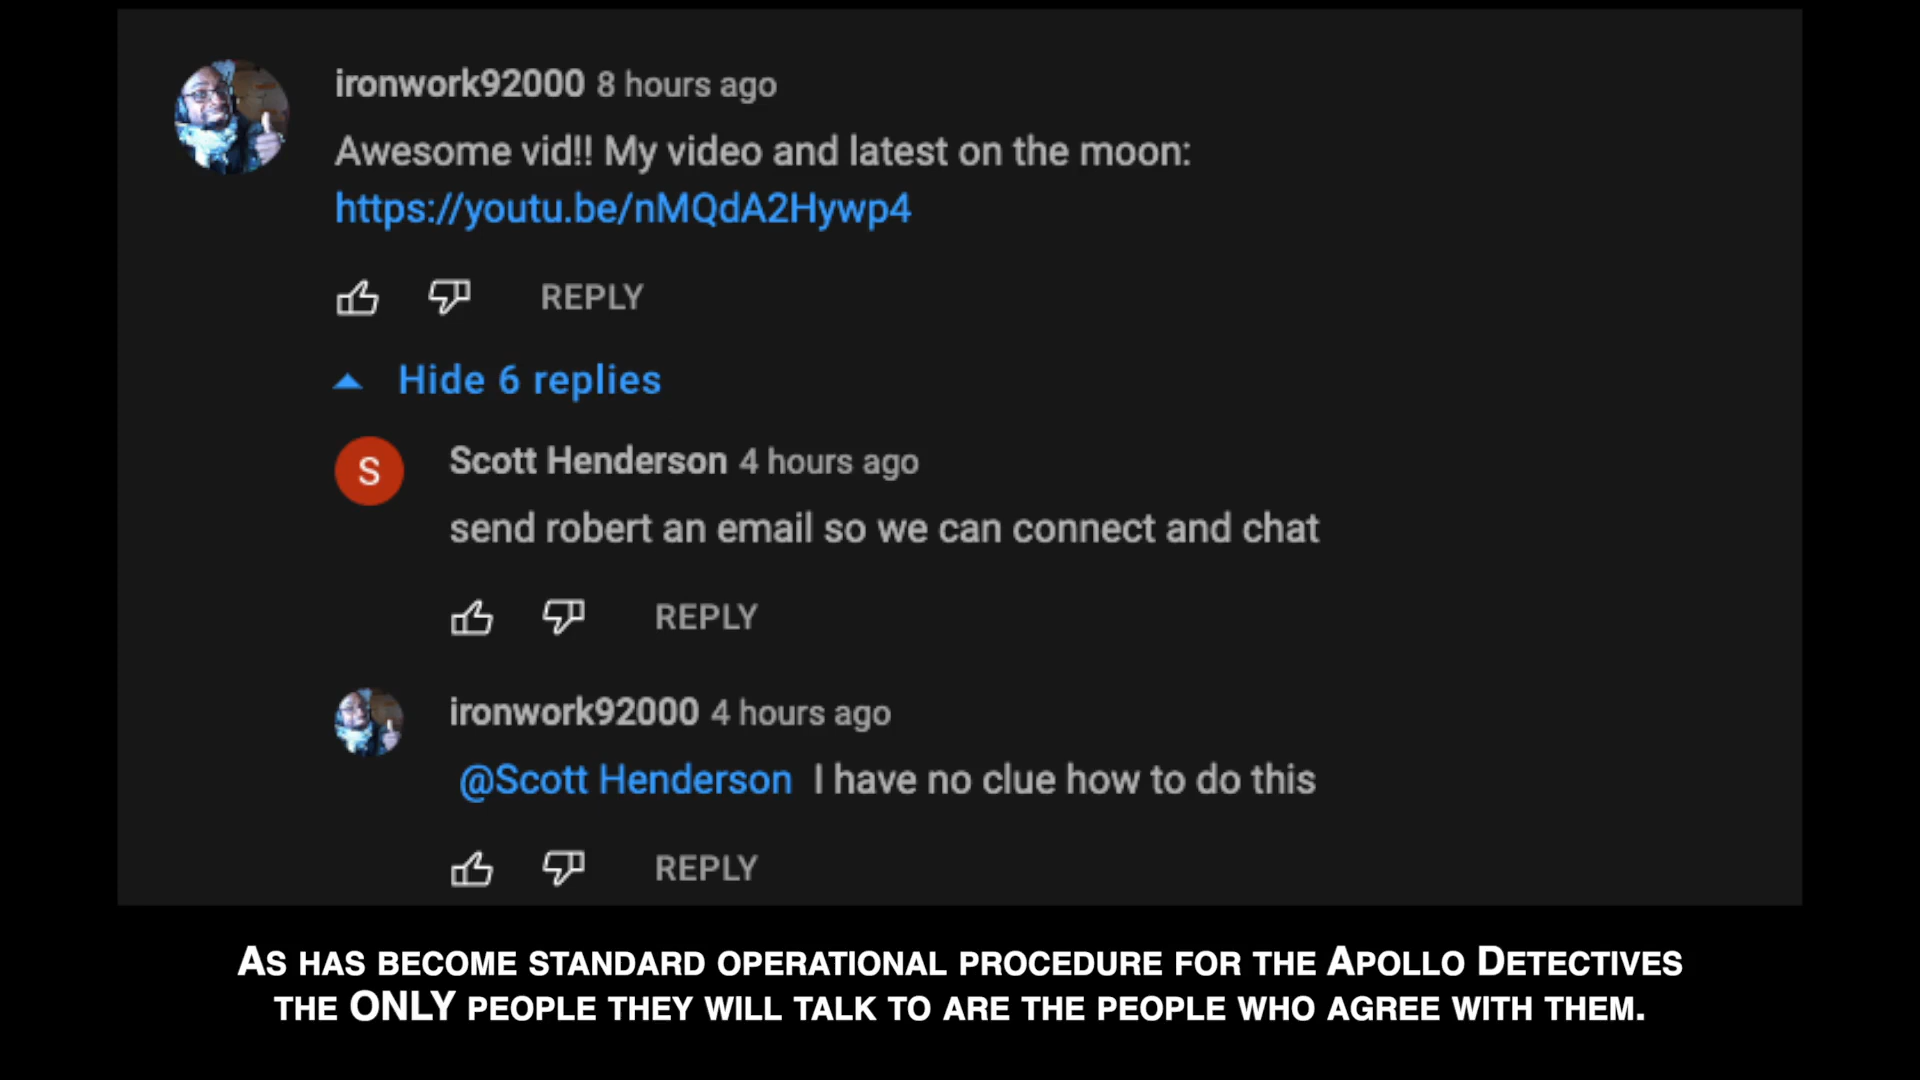 ironwork92000 8 hours ago
Awesome vid!! My video and latest on the moon:
https://youtu.be/nMQdA2Hywp4
REPLY
Hide 6 replies
S
Scott Henderson 4 hours ago
send robert an email so we can connect and chat
REPLY
ironwork92000 4 hours ago
@Scott Henderson I have no clue how to do this
REPLY
As has become standard operational procedure for the Apollo Detectives
the ONLY people they will talk to are the people who agree with them.